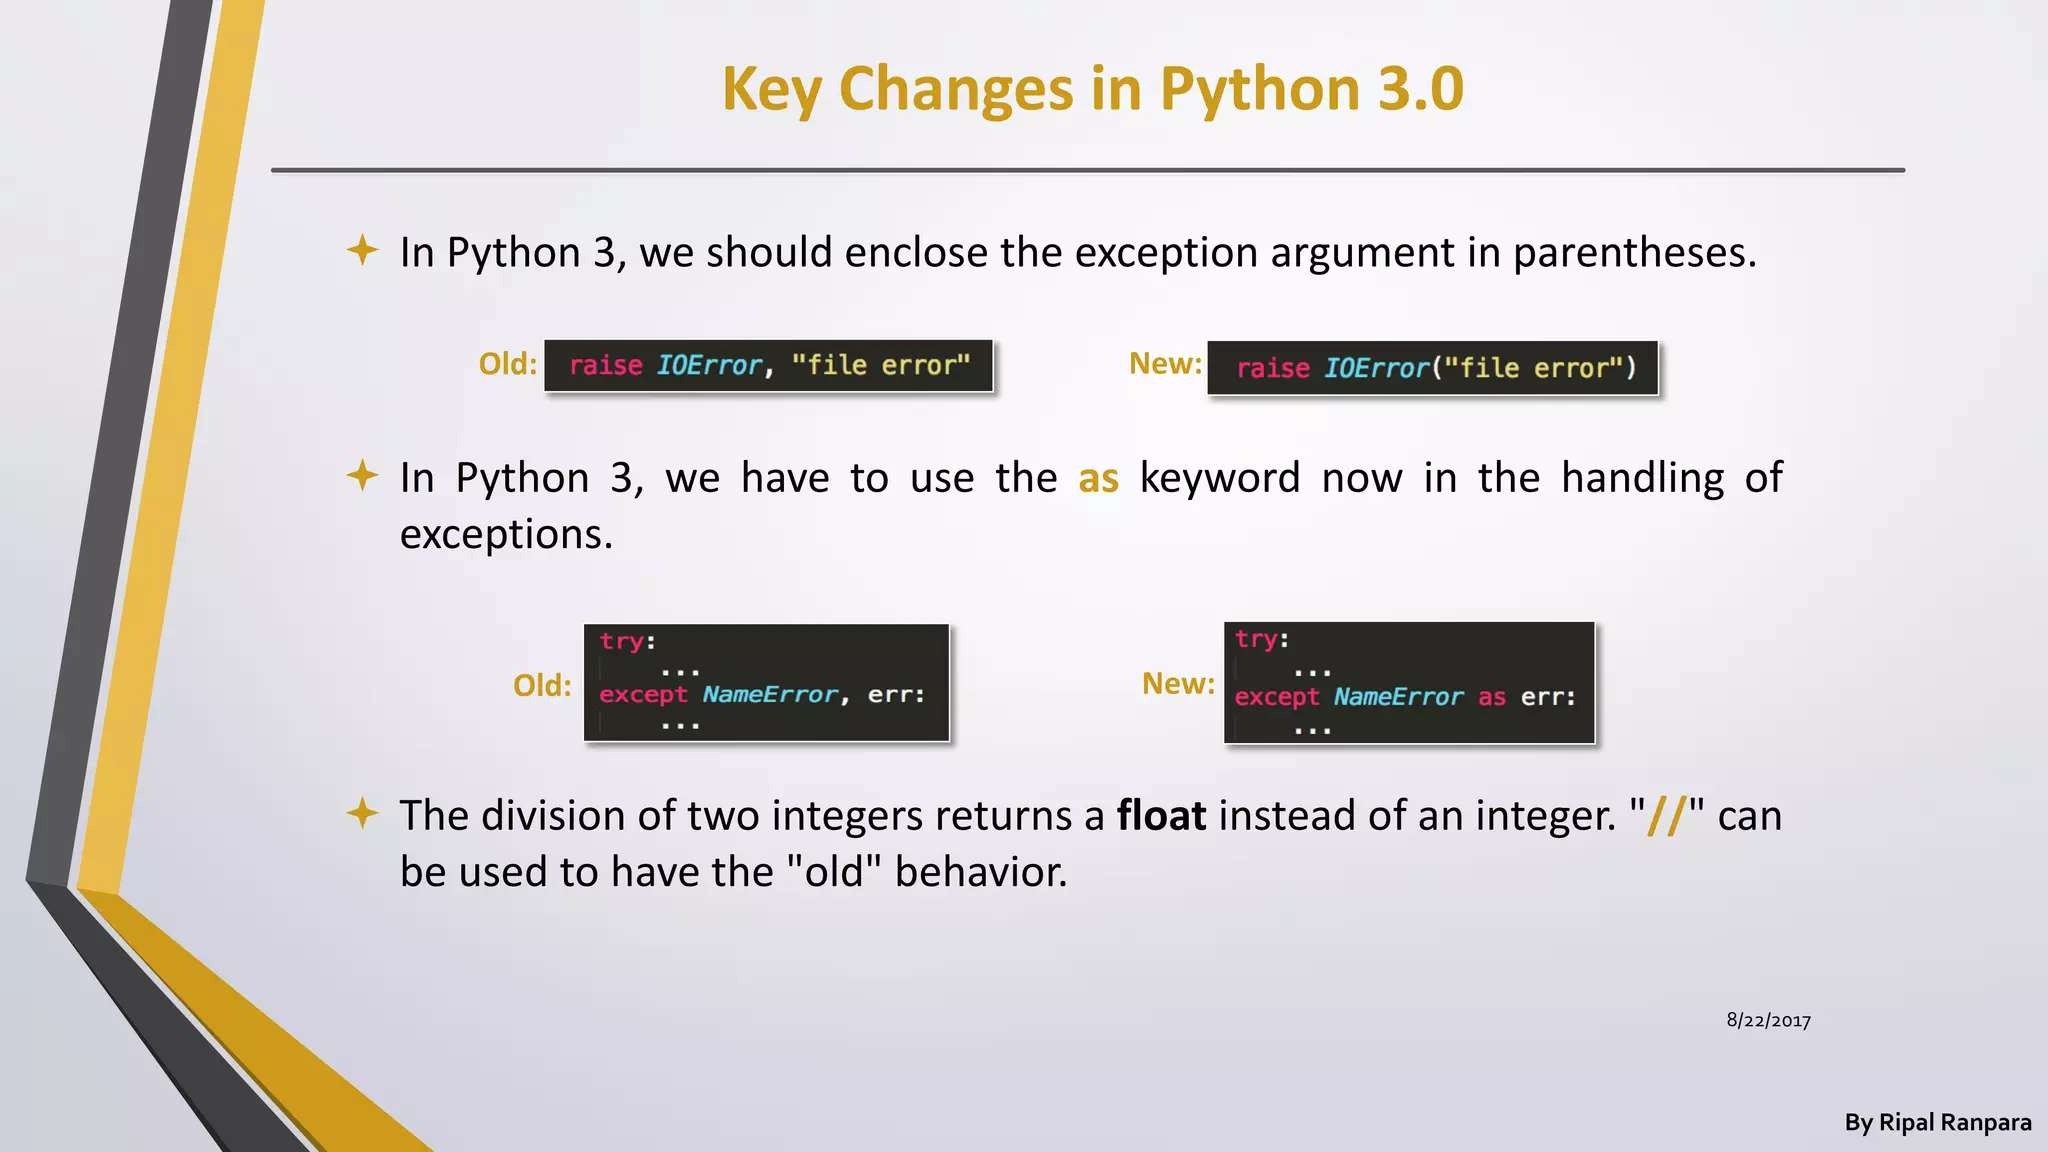 Key Changes in Python 3.0
In Python 3, we should enclose the exception argument in parentheses.
Old: raise IOError, "file error"
New: raise IOError("file error")
In Python 3, we have to use the as keyword now in the handling of
exceptions.
Old:
try:
...
except NameError, err:
...
New:
try:
...
except NameError as err:
...
The division of two integers returns a float instead of an integer. "//" can
be used to have the "old" behavior.
8/22/2017
By Ripal Ranpara